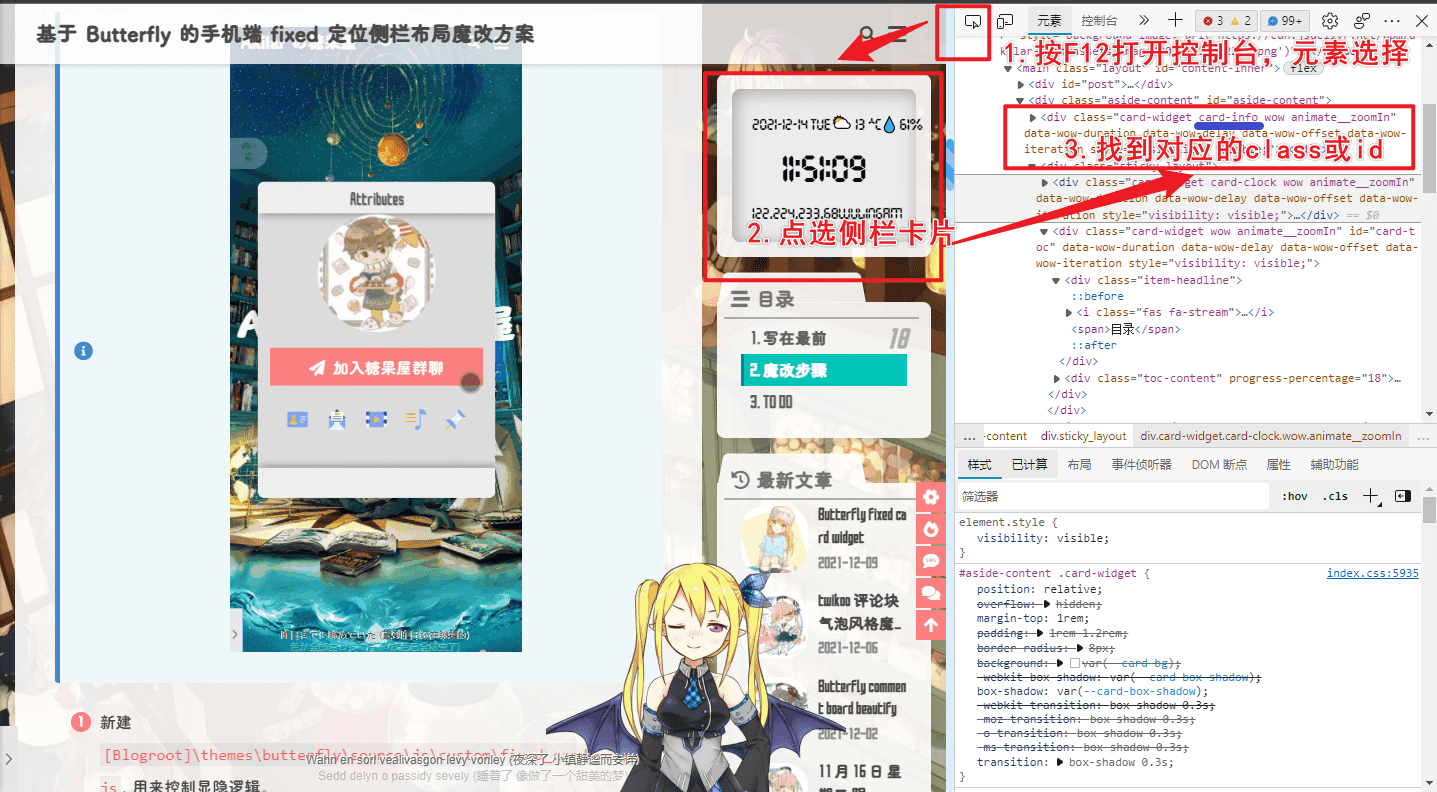 基于 Butterfly 的手机端 fixed 定位侧栏布局魔改方案
Attributes
加入糖果屋群聊
1
新建
[Blogroot]\themes\butterfly\source\js\custom\
js，用来控制显隐逻辑。
Wahn en sorl vealivasgon levy vonley (夜深了 小镇静谧而安谛
Sedd delyn o passidy sevely (睡着了 像做了一个甜美的梦)
2021-12-14 TUE 13 ℃ 61%
11:51:09
2. 点选侧栏卡片
目录
18
1. 写在最前
2. 魔改步骤
3. TO DO
最新文章
Butterfly fixed ca
rd widget
2021-12-09
twikoo 评论块
气泡风格魔…
2021-12-06
Butterfly commen
t board beautify
2021-12-02
11 月 16 日 星
元素
控制台
3
2
99+
1. 按F12打开控制台，元素选择
<main class="layout" id="content-inner"> flex
<div id="post">…</div>
<div class="aside-content" id="aside-content">
<div class="card-widget card-info wow animate__zoomIn"
data-wow-duration data-wow-delay data-wow-offset data-wow-
iteration style="visibility: visible;">…</div>
3. 找到对应的class或id
<div class="sticky_layout">
<div class="card-widget card-clock wow animate__zoomIn"
data-wow-duration data-wow-delay data-wow-offset data-wow-
iteration style="visibility: visible;">…</div> == $0
<div class="card-widget wow animate__zoomIn" id="card-t
oc" data-wow-duration data-wow-delay data-wow-offset data-
wow-iteration style="visibility: visible;">
<div class="item-headline">
::before
<i class="fas fa-stream">…</i>
<span>目录</span>
::after
</div>
<div class="toc-content" progress-percentage="18">…
</div>
</div>
… -content div.sticky_layout div.card-widget.card-clock.wow.animate__zoomIn …
样式 已计算 布局 事件侦听器 DOM 断点 属性 辅助功能
筛选器 :hov .cls
element.style {
visibility: visible;
}
#aside-content .card-widget { index.css:5935
position: relative;
overflow: hidden;
margin-top: 1rem;
padding: 1rem 1.2rem;
border-radius: 8px;
background: var(--card-bg);
-webkit-box-shadow: var(--card-box-shadow);
box-shadow: var(--card-box-shadow);
-webkit-transition: box-shadow 0.3s;
-moz-transition: box-shadow 0.3s;
-o-transition: box-shadow 0.3s;
-ms-transition: box-shadow 0.3s;
transition: box-shadow 0.3s;
}